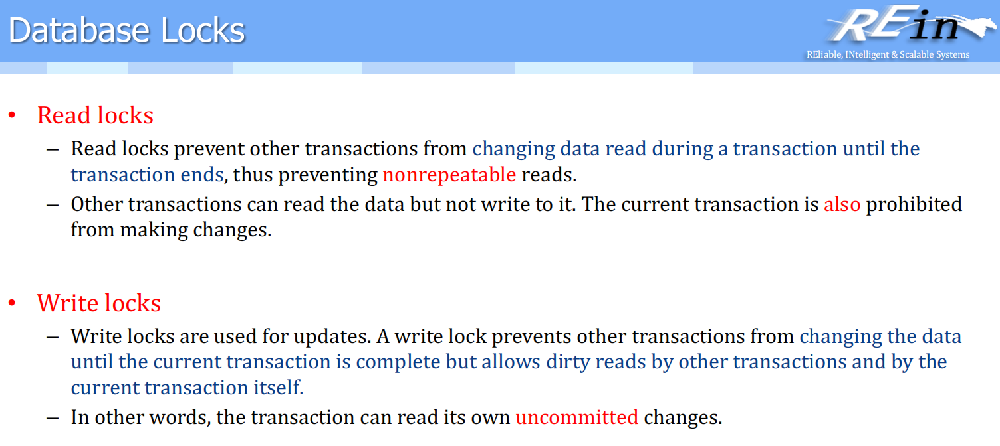 Database Locks
REin
REliable, INtelligent & Scalable Systems
• Read locks
– Read locks prevent other transactions from changing data read during a transaction until the
transaction ends, thus preventing nonrepeatable reads.
– Other transactions can read the data but not write to it. The current transaction is also prohibited
from making changes.
• Write locks
– Write locks are used for updates. A write lock prevents other transactions from changing the data
until the current transaction is complete but allows dirty reads by other transactions and by the
current transaction itself.
– In other words, the transaction can read its own uncommitted changes.